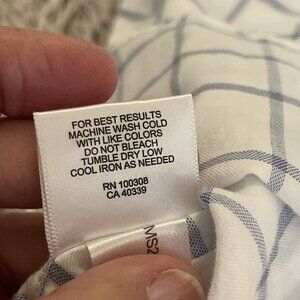 FOR BEST RESULTS
MACHINE WASH COLD
WITH LIKE COLORS
DO NOT BLEACH
TUMBLE DRY LOW
COOL IRON AS NEEDED
RN 100308
CA 40339